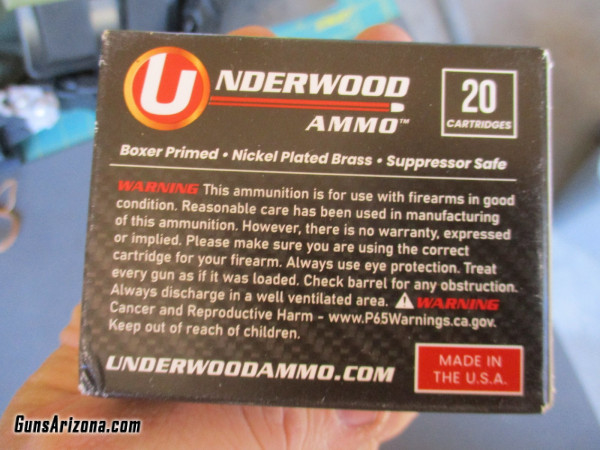 UNDERWOOD
AMMO™
20
CARTRIDGES
Boxer Primed • Nickel Plated Brass • Suppressor Safe
WARNING This ammunition is for use with firearms in good
condition. Reasonable care has been used in manufacturing
of this ammunition. However, there is no warranty, expressed
or implied. Please make sure you are using the correct
cartridge for your firearm. Always use eye protection. Treat
every gun as if it was loaded. Check barrel for any obstruction.
Always discharge in a well ventilated area. ⚠ WARNING
Cancer and Reproductive Harm - www.P65Warnings.ca.gov.
Keep out of reach of children.
UNDERWOODAMMO.COM
MADE IN
THE U.S.A.
GunsArizona.com